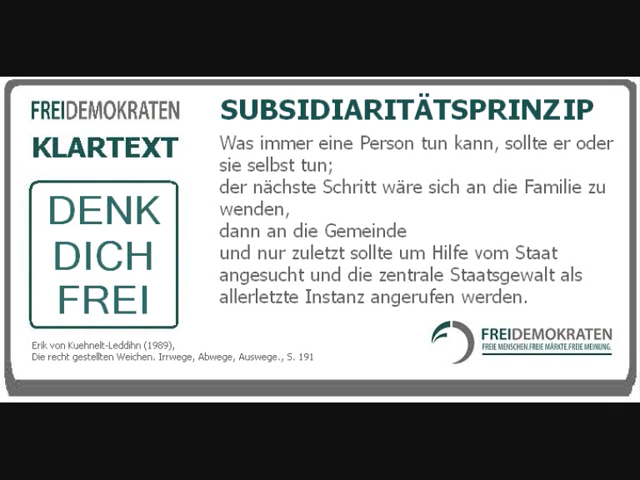 FREIDEMOKRATEN
KLARTEXT
DENK
DICH
FREI
SUBSIDIARITÄTSPRINZIP
Was immer eine Person tun kann, sollte er oder
sie selbst tun;
der nächste Schritt wäre sich an die Familie zu
wenden,
dann an die Gemeinde
und nur zuletzt sollte um Hilfe vom Staat
angesucht und die zentrale Staatsgewalt als
allerletzte Instanz angerufen werden.
Erik von Kuehnelt-Leddihn (1989),
Die recht gestellten Weichen. Irrwege, Abwege, Auswege., S. 191
FREIDEMOKRATEN
FREIE MENSCHEN.FREIE MÄRKTE.FREIE MEINUNG.